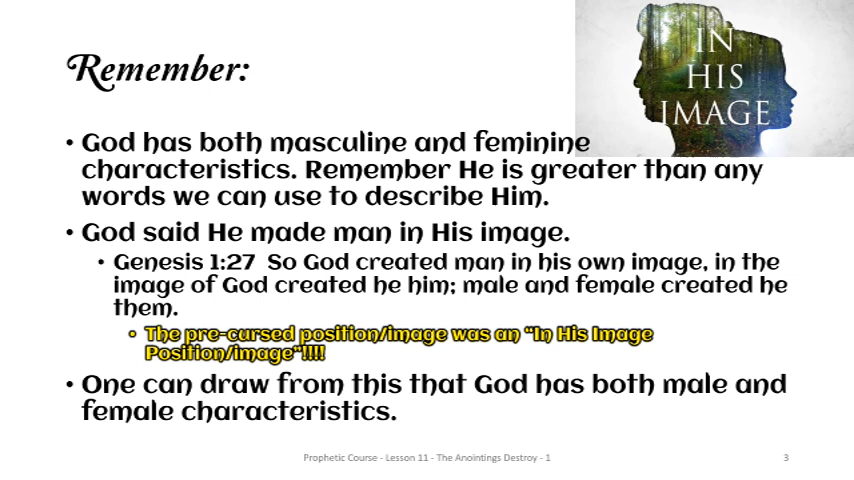 Remember:
IN
HIS
IMAGE
• God has both masculine and feminine
characteristics. Remember He is greater than any
words we can use to describe Him.
• God said He made man in His image.
• Genesis 1:27  So God created man in his own image, in the
image of God created he him; male and female created he
them.
• The pre-cursed position/image was an "In His Image
Position/image"!!!!
• One can draw from this that God has both male and
female characteristics.
Prophetic Course - Lesson 11 - The Anointings Destroy - 1
3